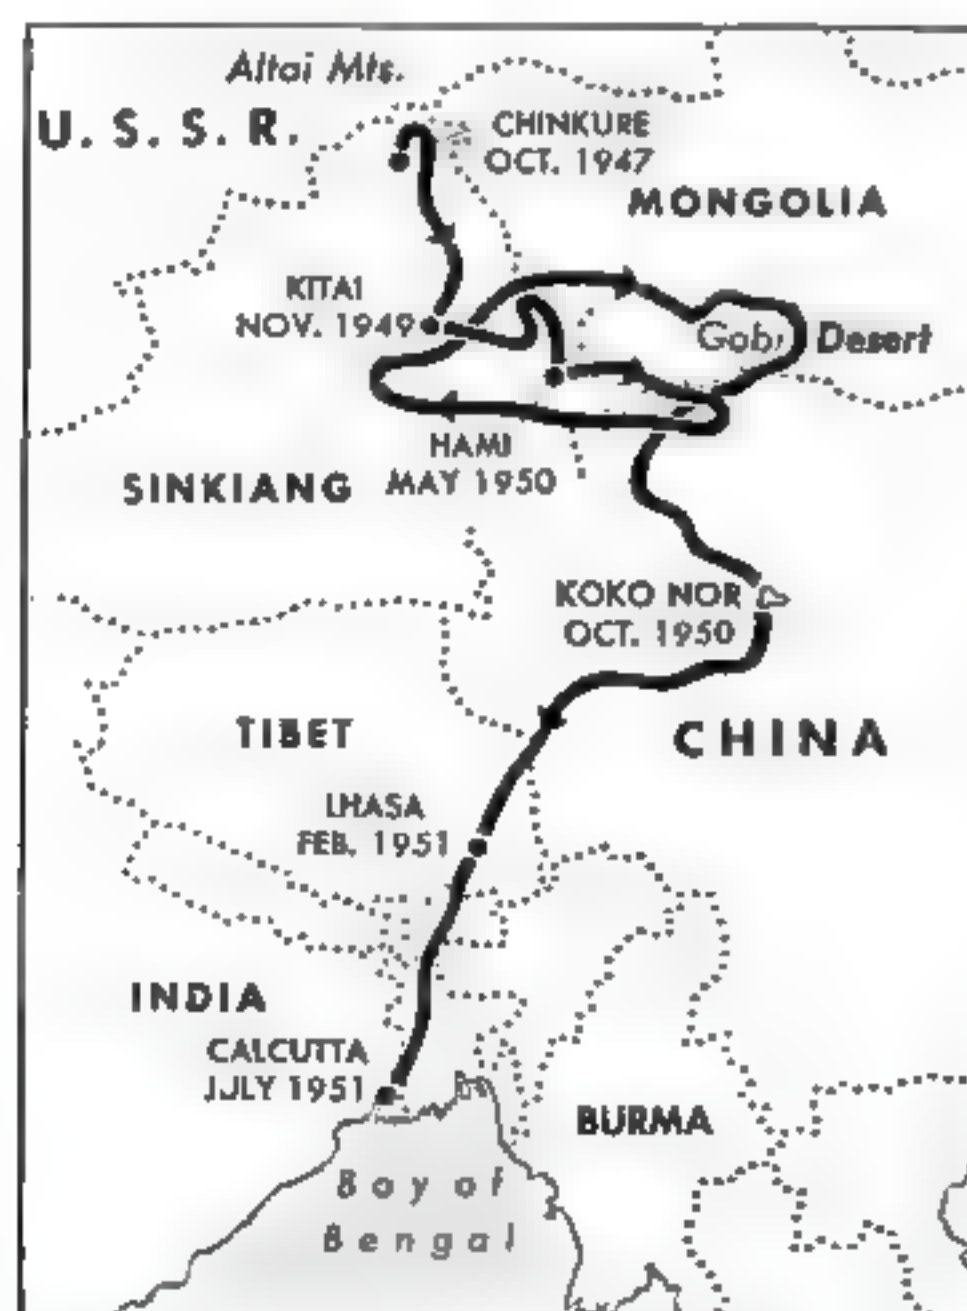 Altai Mts.
U. S. S. R.
CHINKURE
OCT. 1947
MONGOLIA
KITAI
NOV. 1949
Gobi Desert
HAMI
MAY 1950
SINKIANG
KOKO NOR
OCT. 1950
TIBET
CHINA
LHASA
FEB. 1951
INDIA
CALCUTTA
JULY 1951
BURMA
Bay of
Bengal